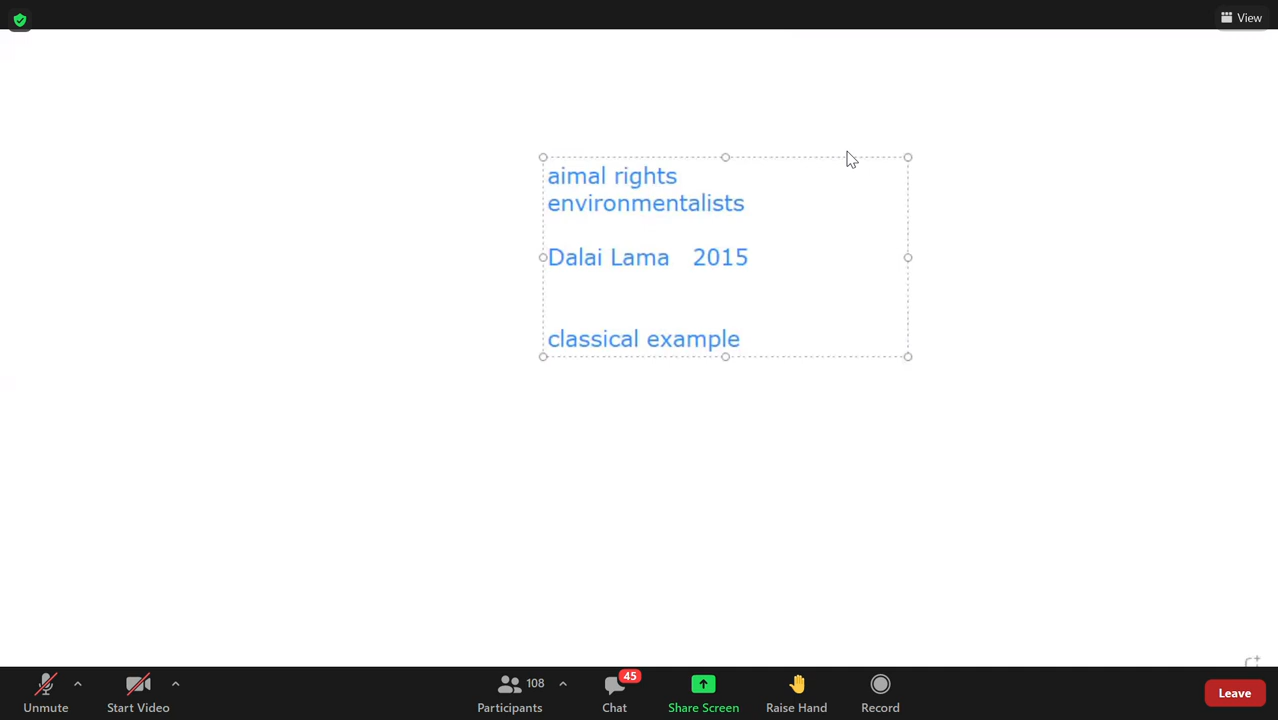 View
aimal rights
environmentalists
Dalai Lama 2015
classical example
108
45
Unmute
Start Video
Participants
Chat
Share Screen
Raise Hand
Record
Leave